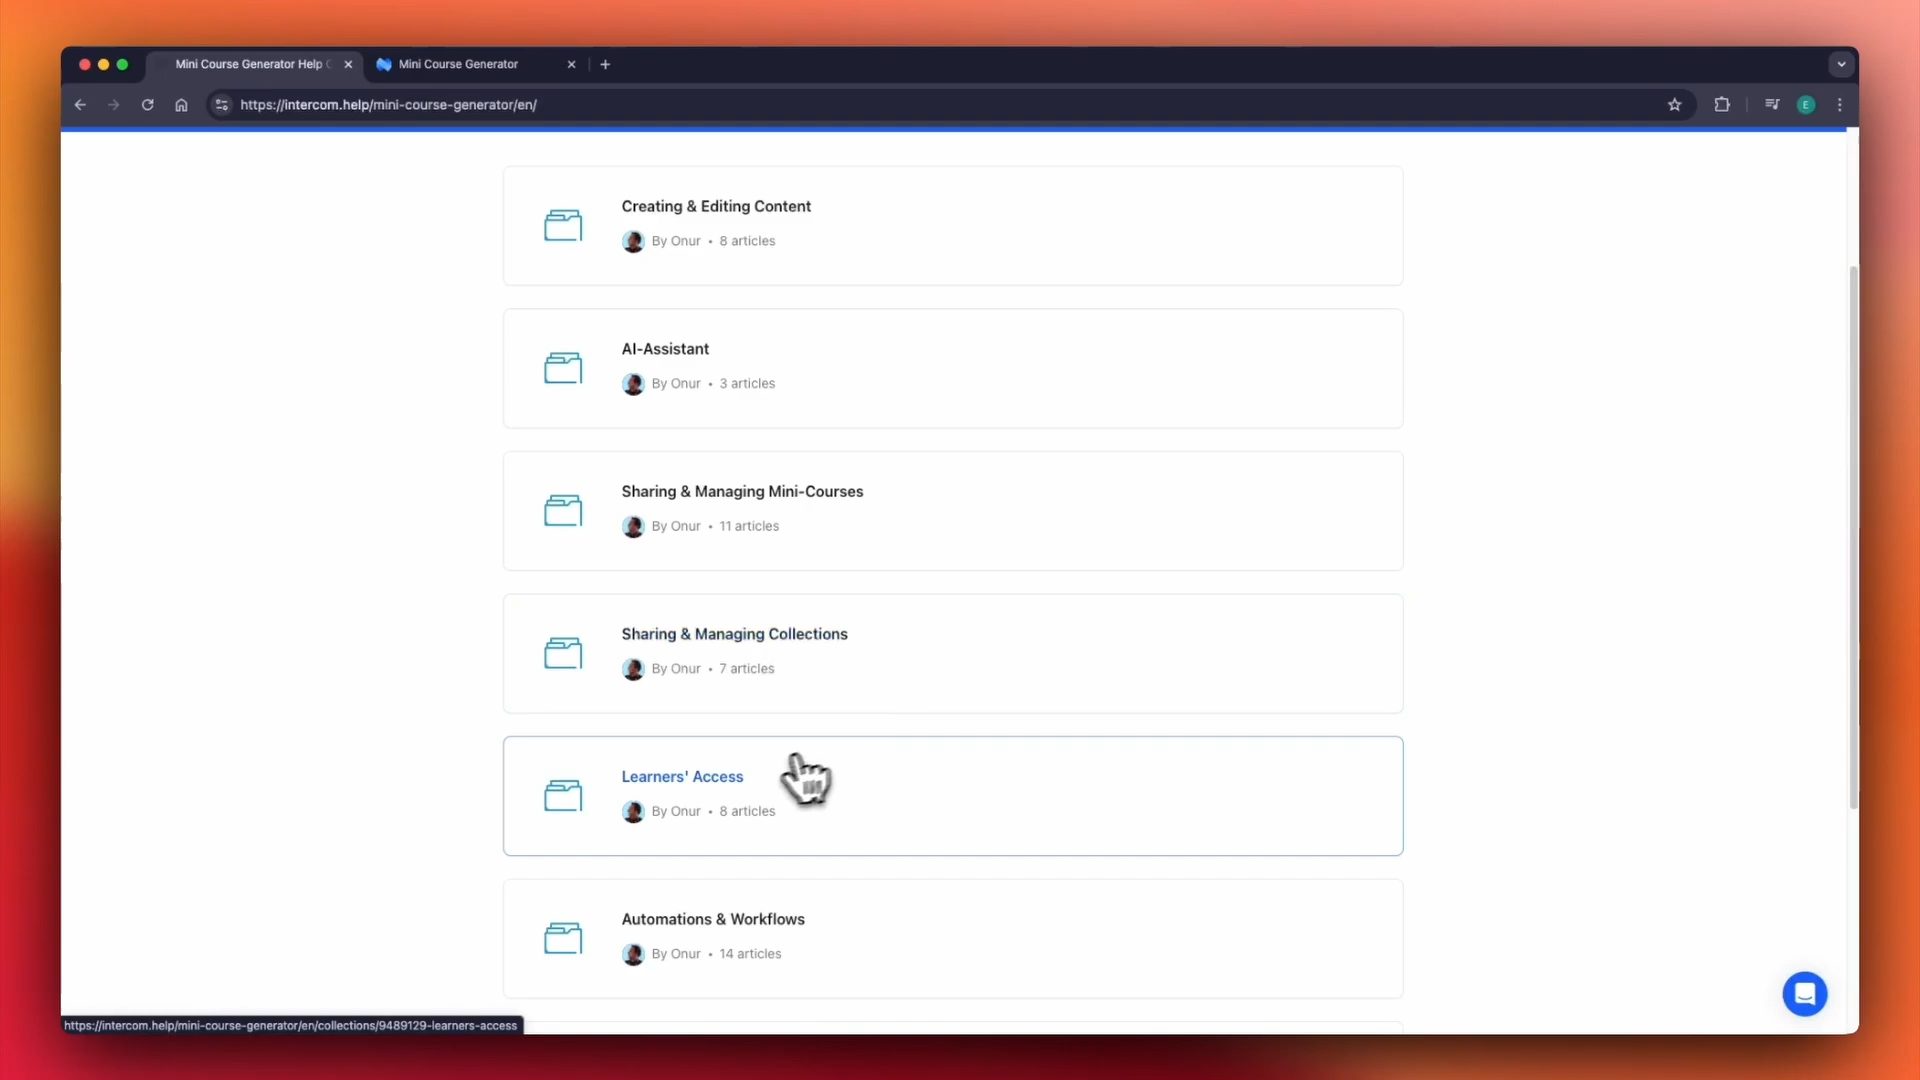 Mini Course Generator Help C
Mini Course Generator
https://intercom.help/mini-course-generator/en/
E
Creating & Editing Content
By Onur • 8 articles
AI-Assistant
By Onur • 3 articles
Sharing & Managing Mini-Courses
By Onur • 11 articles
Sharing & Managing Collections
By Onur • 7 articles
Learners' Access
By Onur • 8 articles
Automations & Workflows
By Onur • 14 articles
https://intercom.help/mini-course-generator/en/collections/9489129-learners-access